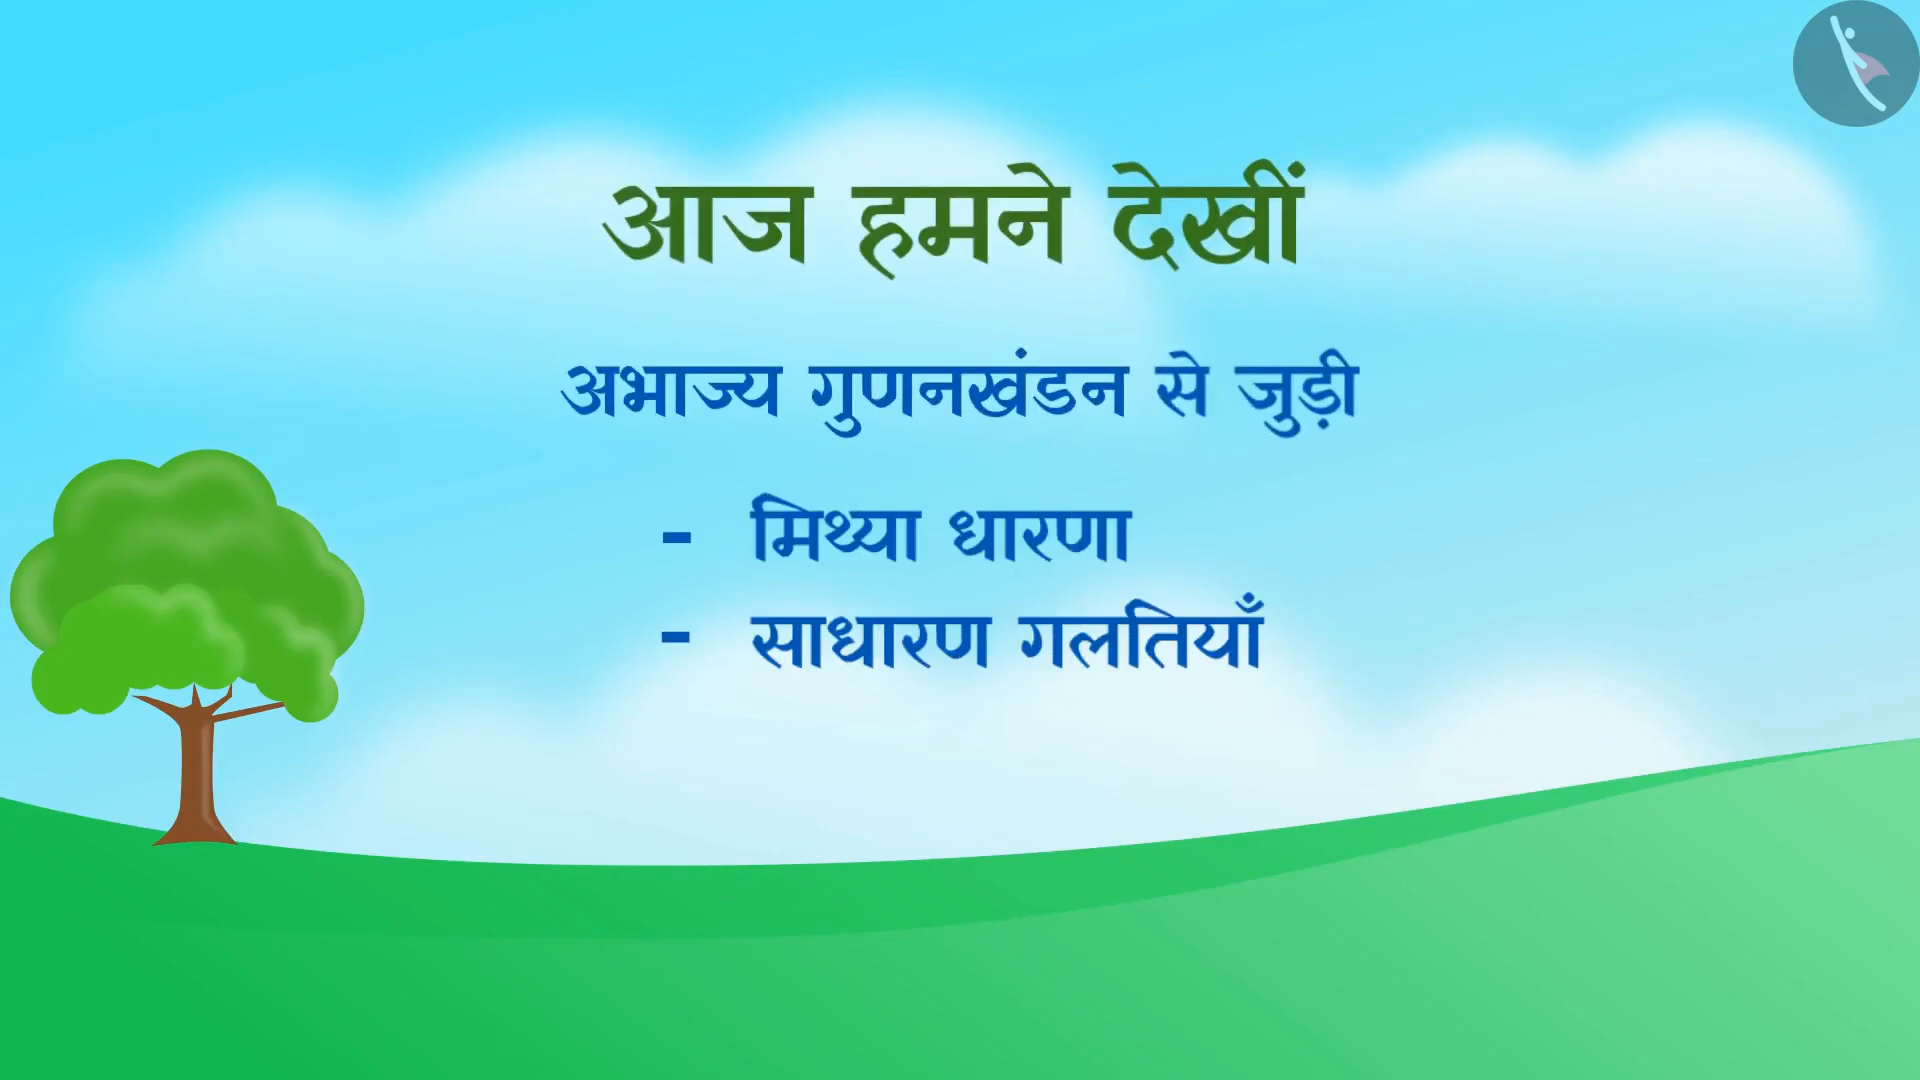 आज हमने देखीं
अभाज्य गुणनखंडन से जुड़ी
- मिथ्या धारणा
- साधारण गलतियाँ